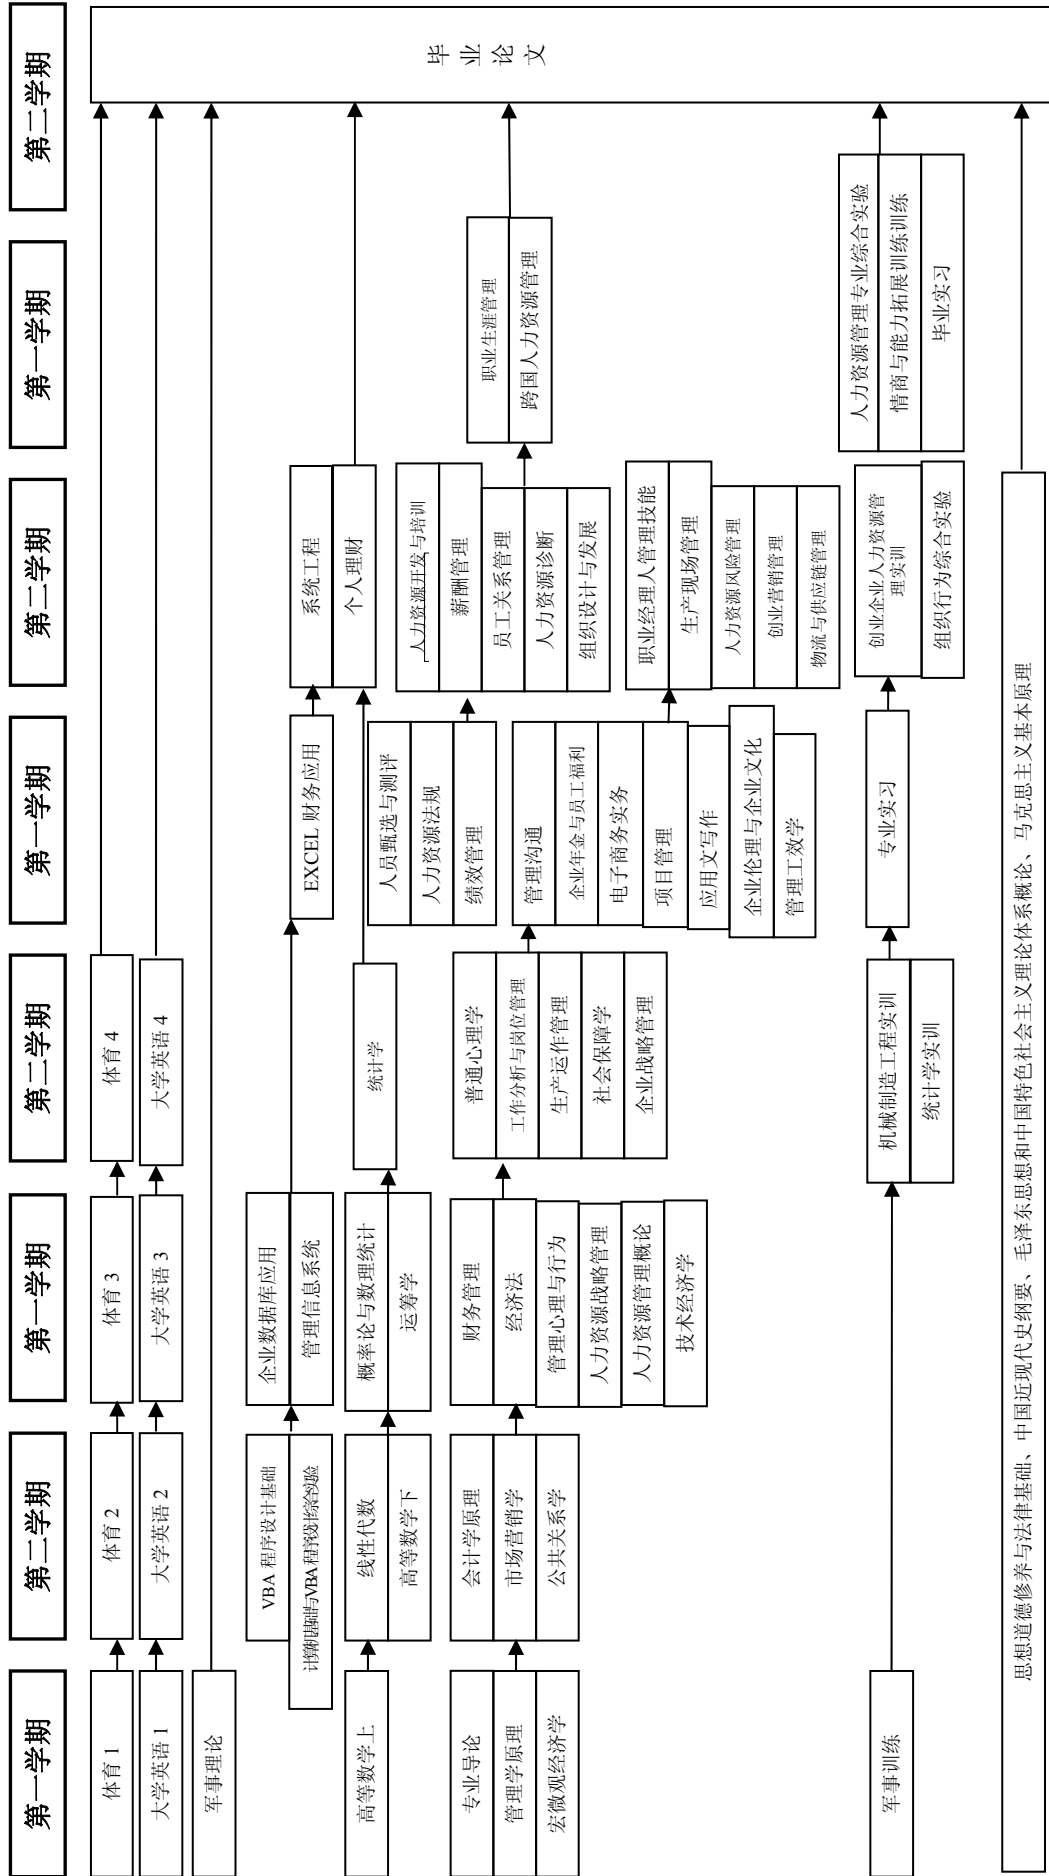 第一学期
第二学期
第一学期
第二学期
第一学期
第二学期
第一学期
第二学期
体育 1
体育 2
体育 3
体育 4
大学英语 1
大学英语 2
大学英语 3
大学英语 4
军事理论
VBA 程序设计基础
计算机基础与VBA程序设计综合实验
企业数据库应用
管理信息系统
EXCEL 财务应用
系统工程
个人理财
高等数学上
线性代数
高等数学下
概率论与数理统计
运筹学
统计学
专业导论
管理学原理
宏微观经济学
会计学原理
市场营销学
公共关系学
财务管理
经济法
管理心理与行为
人力资源战略管理
人力资源管理概论
技术经济学
普通心理学
工作分析与岗位管理
生产运作管理
社会保障学
企业战略管理
人员甄选与测评
人力资源法规
绩效管理
管理沟通
企业年金与员工福利
电子商务实务
项目管理
应用文写作
企业伦理与企业文化
管理工效学
人力资源开发与培训
薪酬管理
员工关系管理
人力资源诊断
组织设计与发展
职业经理人管理技能
生产现场管理
人力资源风险管理
创业营销管理
物流与供应链管理
职业生涯管理
跨国人力资源管理
军事训练
机械制造工程实训
统计学实训
专业实习
创业企业人力资源管
理实训
组织行为综合实验
人力资源管理专业综合实验
情商与能力拓展训练训练
毕业实习
思想道德修养与法律基础、中国近现代史纲要、毛泽东思想和中国特色社会主义理论体系概论、马克思主义基本原理
毕业论文